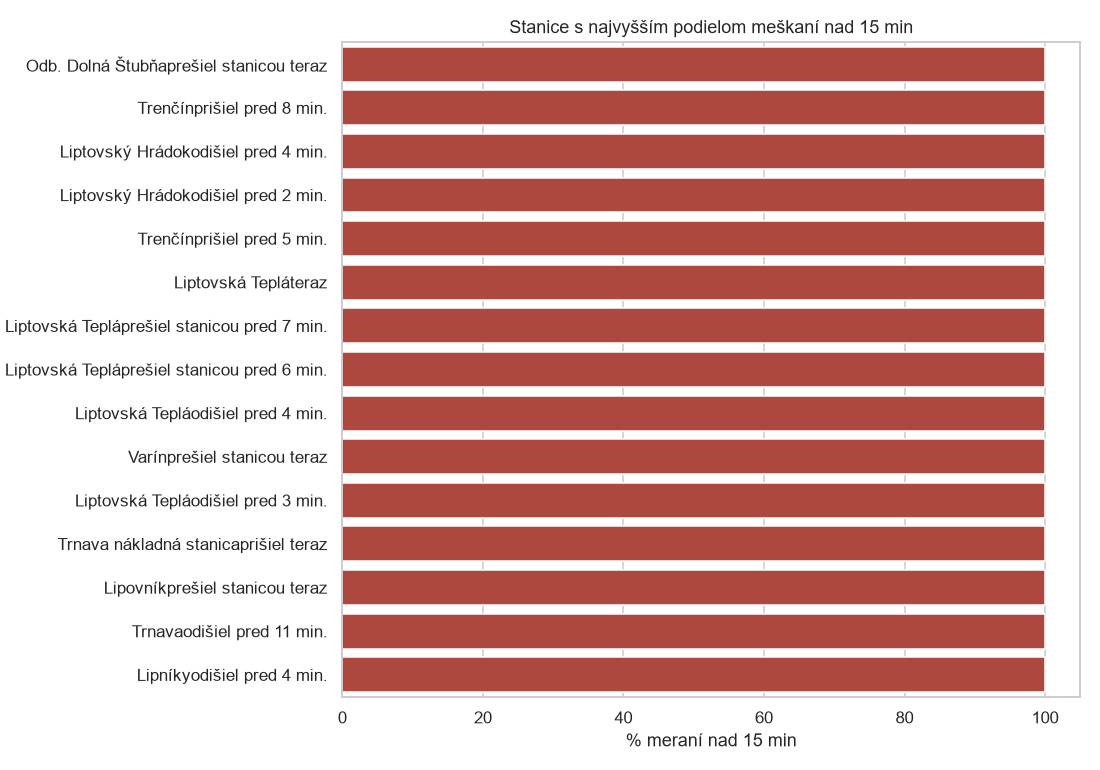 Stanice s najvyšším podielom meškaní nad 15 min
Odb. Dolná Štubňaprešiel stanicou teraz
Trenčínprišiel pred 8 min.
Liptovský Hrádokodišiel pred 4 min.
Liptovský Hrádokodišiel pred 2 min.
Trenčínprišiel pred 5 min.
Liptovská Tepláteraz
Liptovská Tepláprešiel stanicou pred 7 min.
Liptovská Tepláprešiel stanicou pred 6 min.
Liptovská Tepláodišiel pred 4 min.
Varínprešiel stanicou teraz
Liptovská Tepláodišiel pred 3 min.
Trnava nákladná stanicaprišiel teraz
Lipovníkprešiel stanicou teraz
Trnavaodišiel pred 11 min.
Lipníkyodišiel pred 4 min.
0 20 40 60 80 100
% meraní nad 15 min